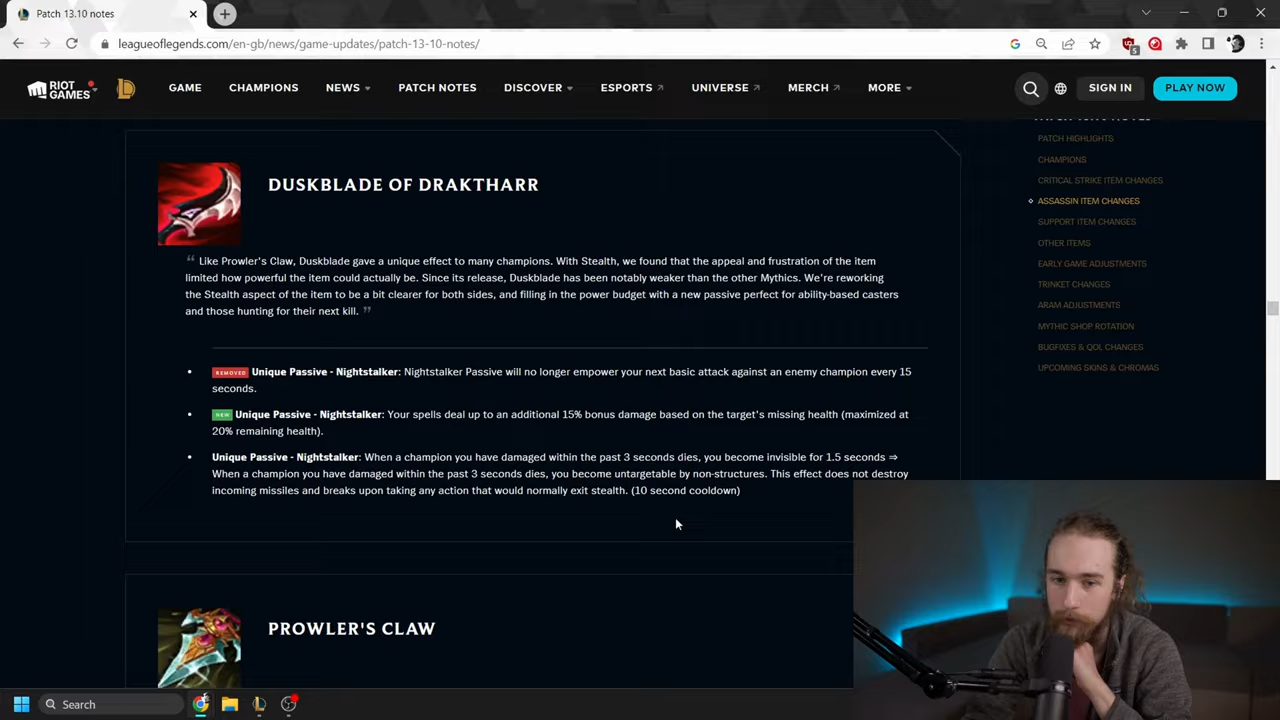 Patch 13.10 notes
leagueoflegends.com/en-gb/news/game-updates/patch-13-10-notes/
5
RIOT GAMES
GAME CHAMPIONS NEWS PATCH NOTES DISCOVER ESPORTS UNIVERSE MERCH MORE SIGN IN PLAY NOW
DUSKBLADE OF DRAKTHARR
“ Like Prowler's Claw, Duskblade gave a unique effect to many champions. With Stealth, we found that the appeal and frustration of the item
limited how powerful the item could actually be. Since its release, Duskblade has been notably weaker than the other Mythics. We're reworking
the Stealth aspect of the item to be a bit clearer for both sides, and filling in the power budget with a new passive perfect for ability-based casters
and those hunting for their next kill. ”
• REMOVED Unique Passive - Nightstalker: Nightstalker Passive will no longer empower your next basic attack against an enemy champion every 15
seconds.
• NEW Unique Passive - Nightstalker: Your spells deal up to an additional 15% bonus damage based on the target's missing health (maximized at
20% remaining health).
• Unique Passive - Nightstalker: When a champion you have damaged within the past 3 seconds dies, you become invisible for 1.5 seconds ⇒
When a champion you have damaged within the past 3 seconds dies, you become untargetable by non-structures. This effect does not destroy
incoming missiles and breaks upon taking any action that would normally exit stealth. (10 second cooldown)
PROWLER'S CLAW
PATCH HIGHLIGHTS
CHAMPIONS
CRITICAL STRIKE ITEM CHANGES
ASSASSIN ITEM CHANGES
SUPPORT ITEM CHANGES
OTHER ITEMS
EARLY GAME ADJUSTMENTS
TRINKET CHANGES
ARAM ADJUSTMENTS
MYTHIC SHOP ROTATION
BUGFIXES & QOL CHANGES
UPCOMING SKINS & CHROMAS
Search